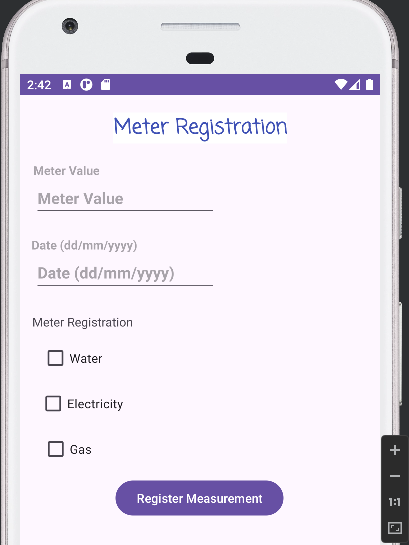 2:42
Meter Registration
Meter Value
Meter Value
Date (dd/mm/yyyy)
Date (dd/mm/yyyy)
Meter Registration
Water
Electricity
Gas
Register Measurement
1:1